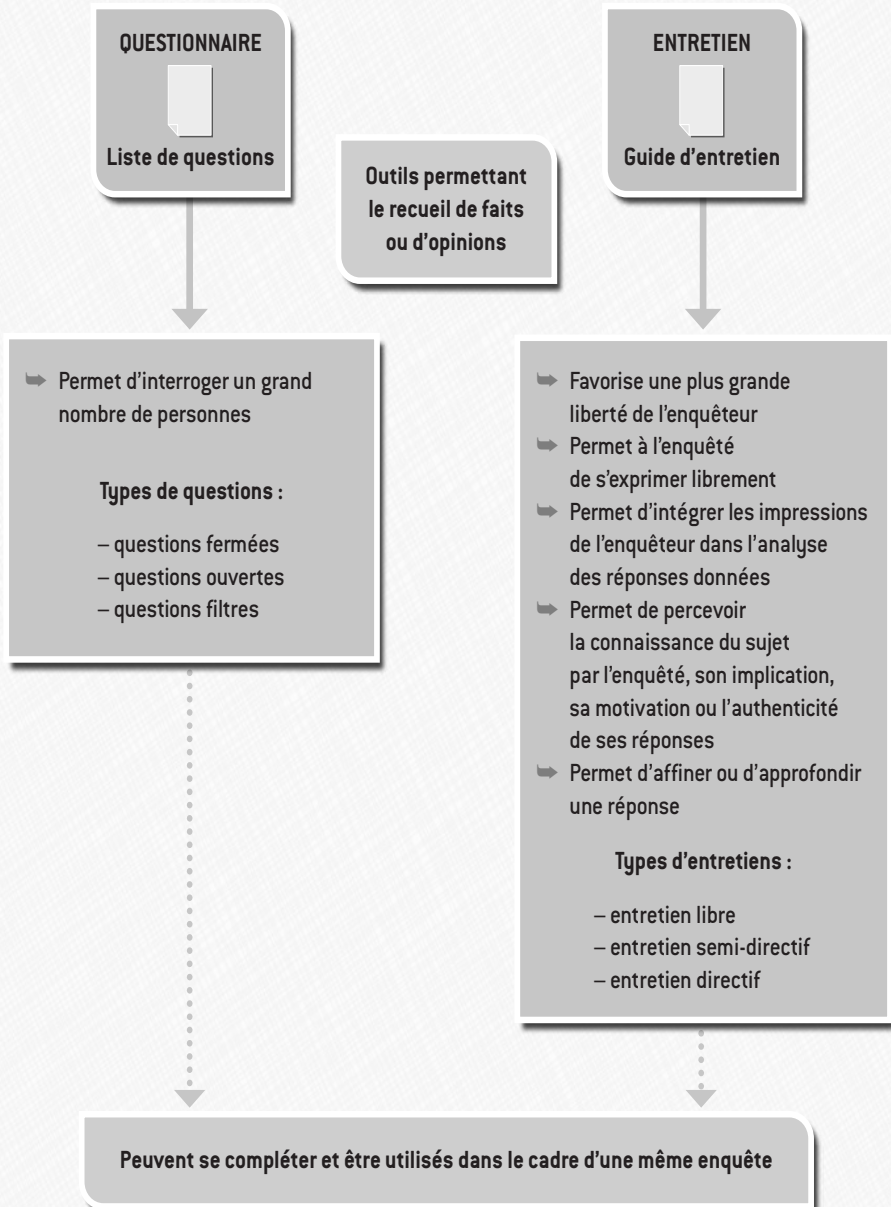 QUESTIONNAIRE
Liste de questions
Outils permettant
le recueil de faits
ou d'opinions
ENTRETIEN
Guide d'entretien
Permet d'interroger un grand
nombre de personnes
Types de questions :
– questions fermées
– questions ouvertes
– questions filtres
Favorise une plus grande
liberté de l'enquêteur
Permet à l'enquêté
de s'exprimer librement
Permet d'intégrer les impressions
de l'enquêteur dans l'analyse
des réponses données
Permet de percevoir
la connaissance du sujet
par l'enquêté, son implication,
sa motivation ou l'authenticité
de ses réponses
Permet d'affiner ou d'approfondir
une réponse
Types d'entretiens :
– entretien libre
– entretien semi-directif
– entretien directif
Peuvent se compléter et être utilisés dans le cadre d'une même enquête